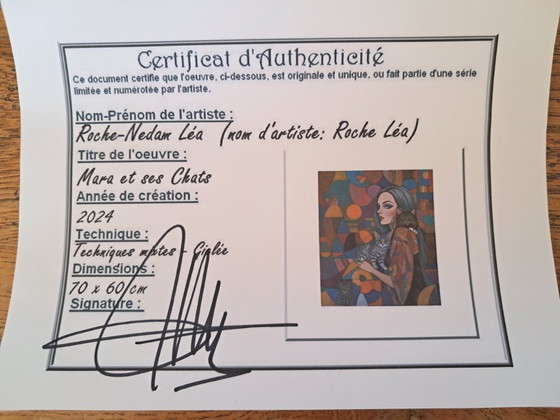 Certificat d'Authenticité
Ce document certifie que l'oeuvre, ci-dessous, est originale et unique, ou fait partie d'une série
limitée et numérotée par l'artiste.
Nom-Prénom de l'artiste :
Roche-Nedam Léa (nom d'artiste: Roche Léa)
Titre de l'oeuvre :
Mara et ses Chats
Année de création :
2024
Technique :
Techniques mixtes - Giglée
Dimensions :
70 x 60 cm
Signature :